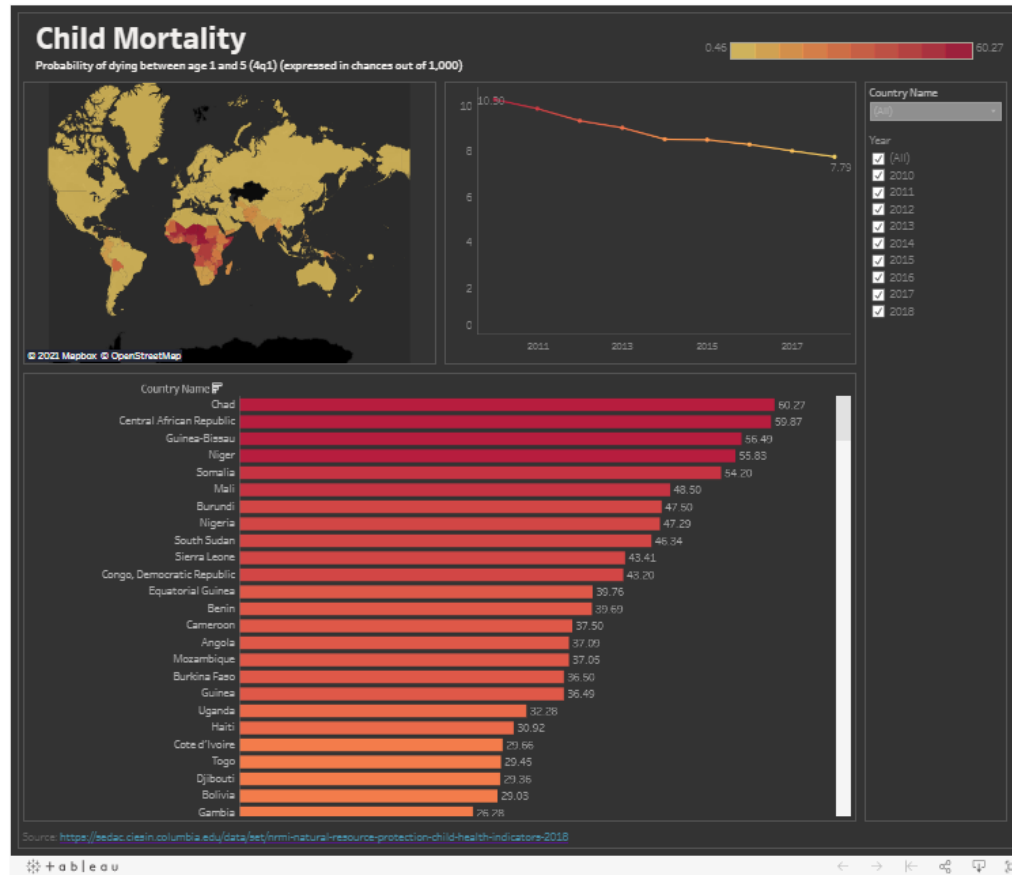 Child Mortality
Probability of dying between age 1 and 5 (4q1) (expressed in chances out of 1,000)
0.46
60.27
© 2021 Mapbox © OpenStreetMap
10
8
6
4
2
0
10.30
7.79
2011
2013
2015
2017
Country Name
(All)
Year
(All)
2010
2011
2012
2013
2014
2015
2016
2017
2018
Country Name
Chad 60.27
Central African Republic 59.87
Guinea-Bissau 56.49
Niger 55.83
Somalia 54.20
Mali 48.50
Burundi 47.60
Nigeria 47.29
South Sudan 46.34
Sierra Leone 43.41
Congo, Democratic Republic 43.20
Equatorial Guinea 39.76
Benin 39.69
Cameroon 37.50
Angola 37.09
Mozambique 37.05
Burkina Faso 36.50
Guinea 36.49
Uganda 32.28
Haiti 30.92
Cote d'Ivoire 29.66
Togo 29.45
Djibouti 29.36
Bolivia 29.03
Gambia 26.28
Source: https://sedac.ciesin.columbia.edu/data/set/nrmi-natural-resource-protection-child-health-indicators-2018
+ a b l e a u